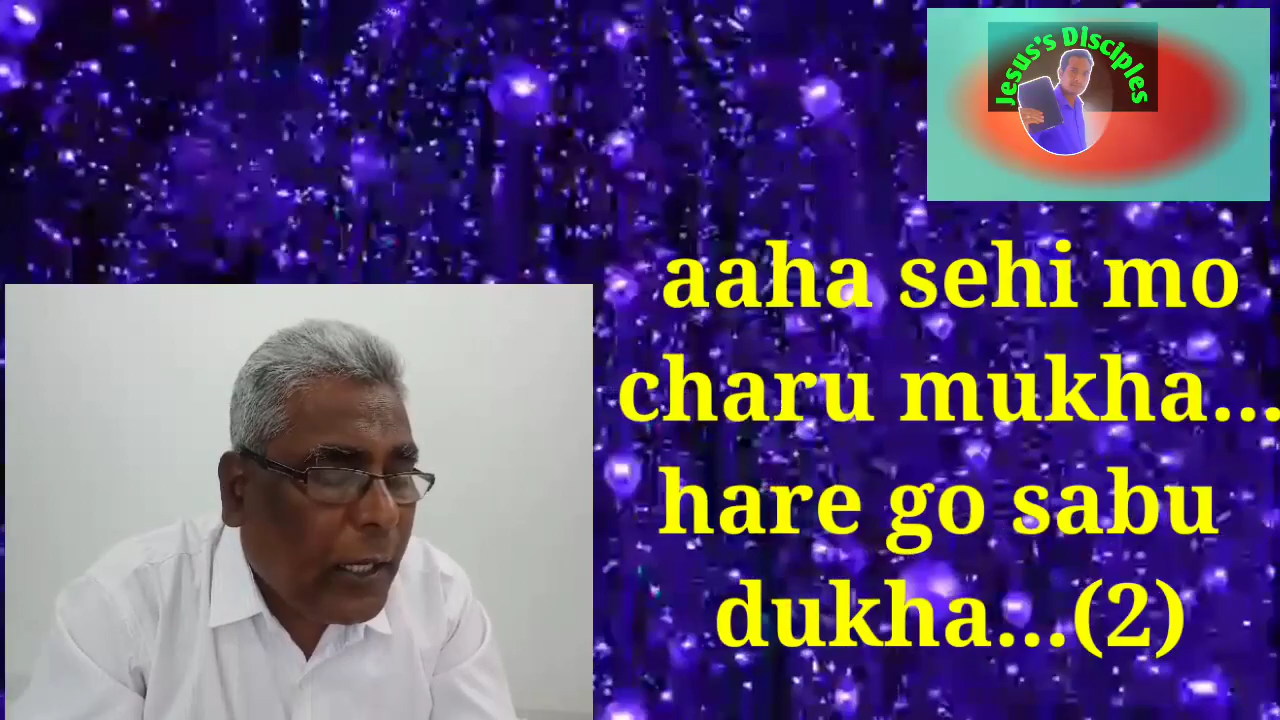 Jesus's Disciples
aaha sehi mo
charu mukha...
hare go sabu
dukha...(2)